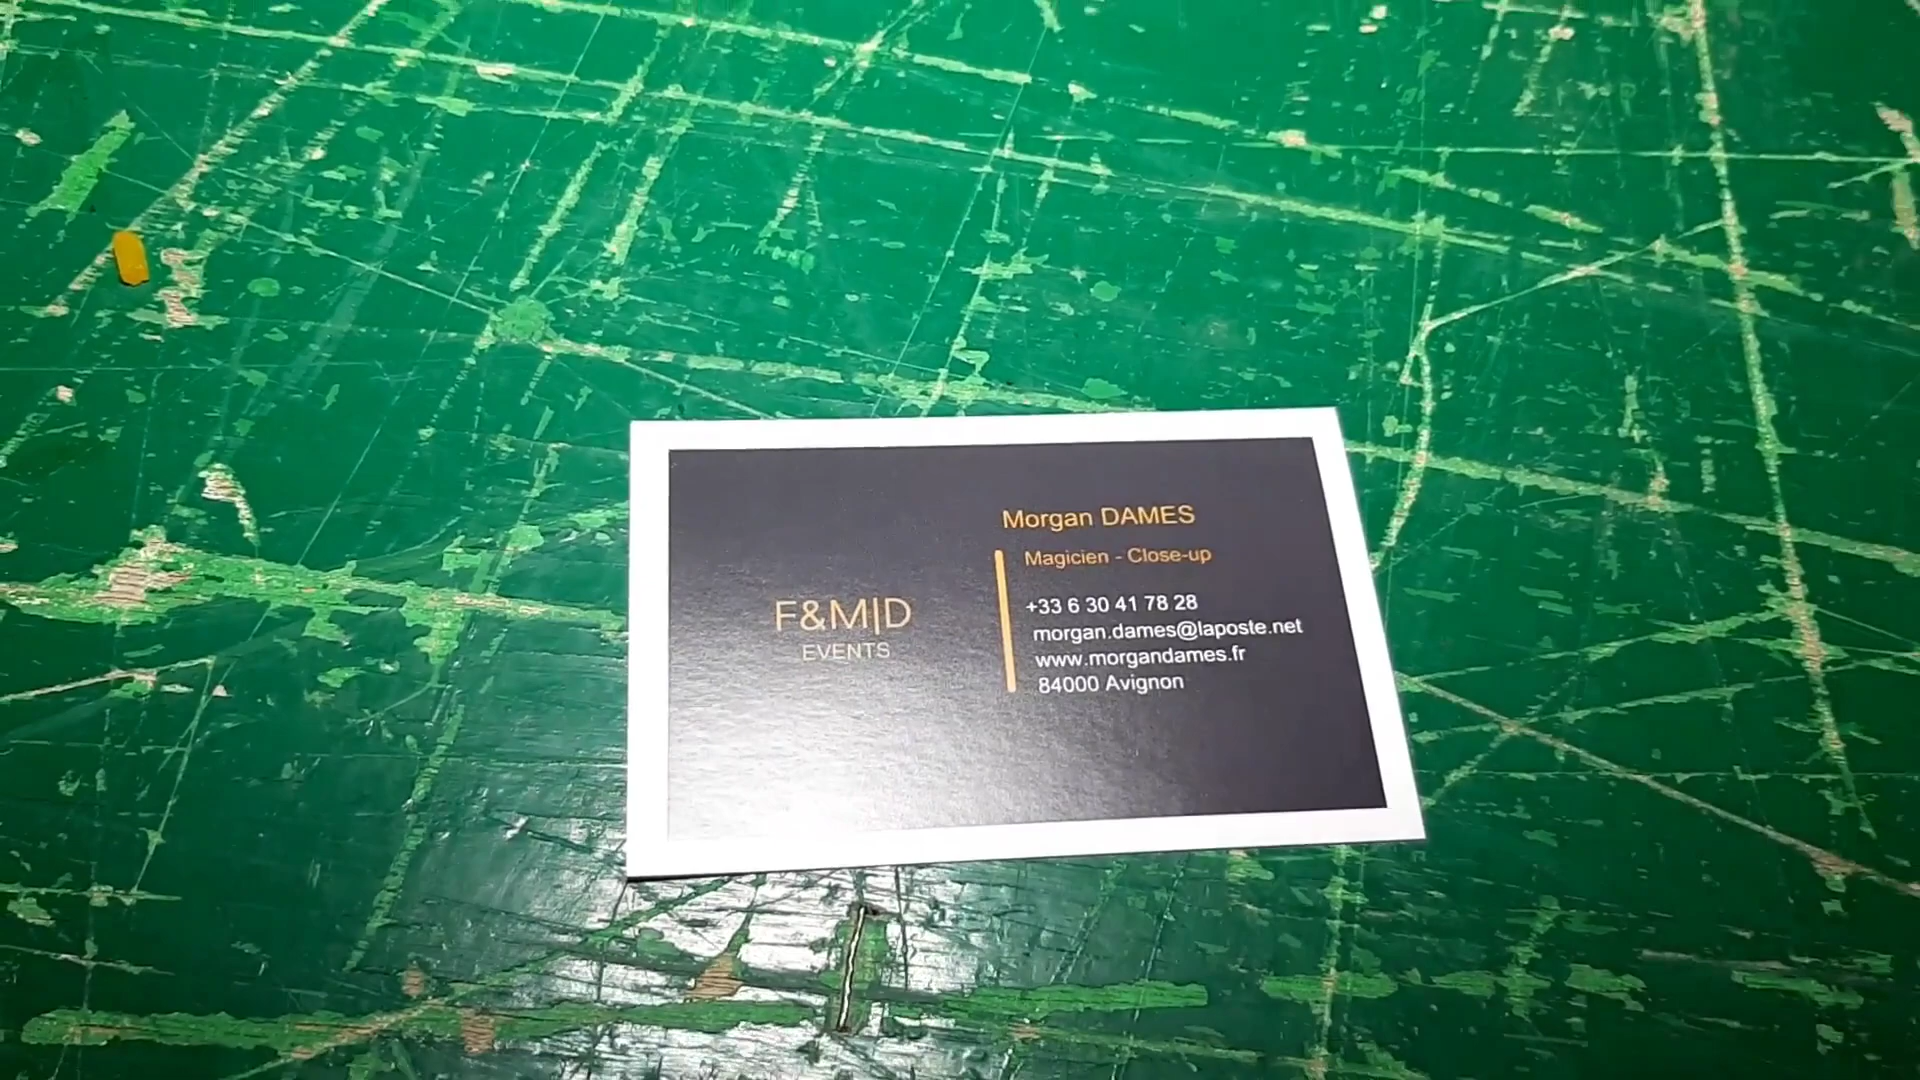 F&M|D
EVENTS
Morgan DAMES
Magicien - Close-up
+33 6 30 41 78 28
morgan.dames@laposte.net
www.morgandames.fr
84000 Avignon